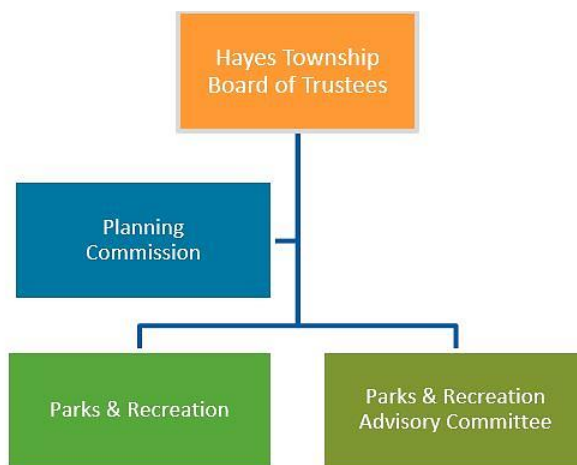 Hayes Township
Board of Trustees
Planning
Commission
Parks & Recreation
Parks & Recreation
Advisory Committee